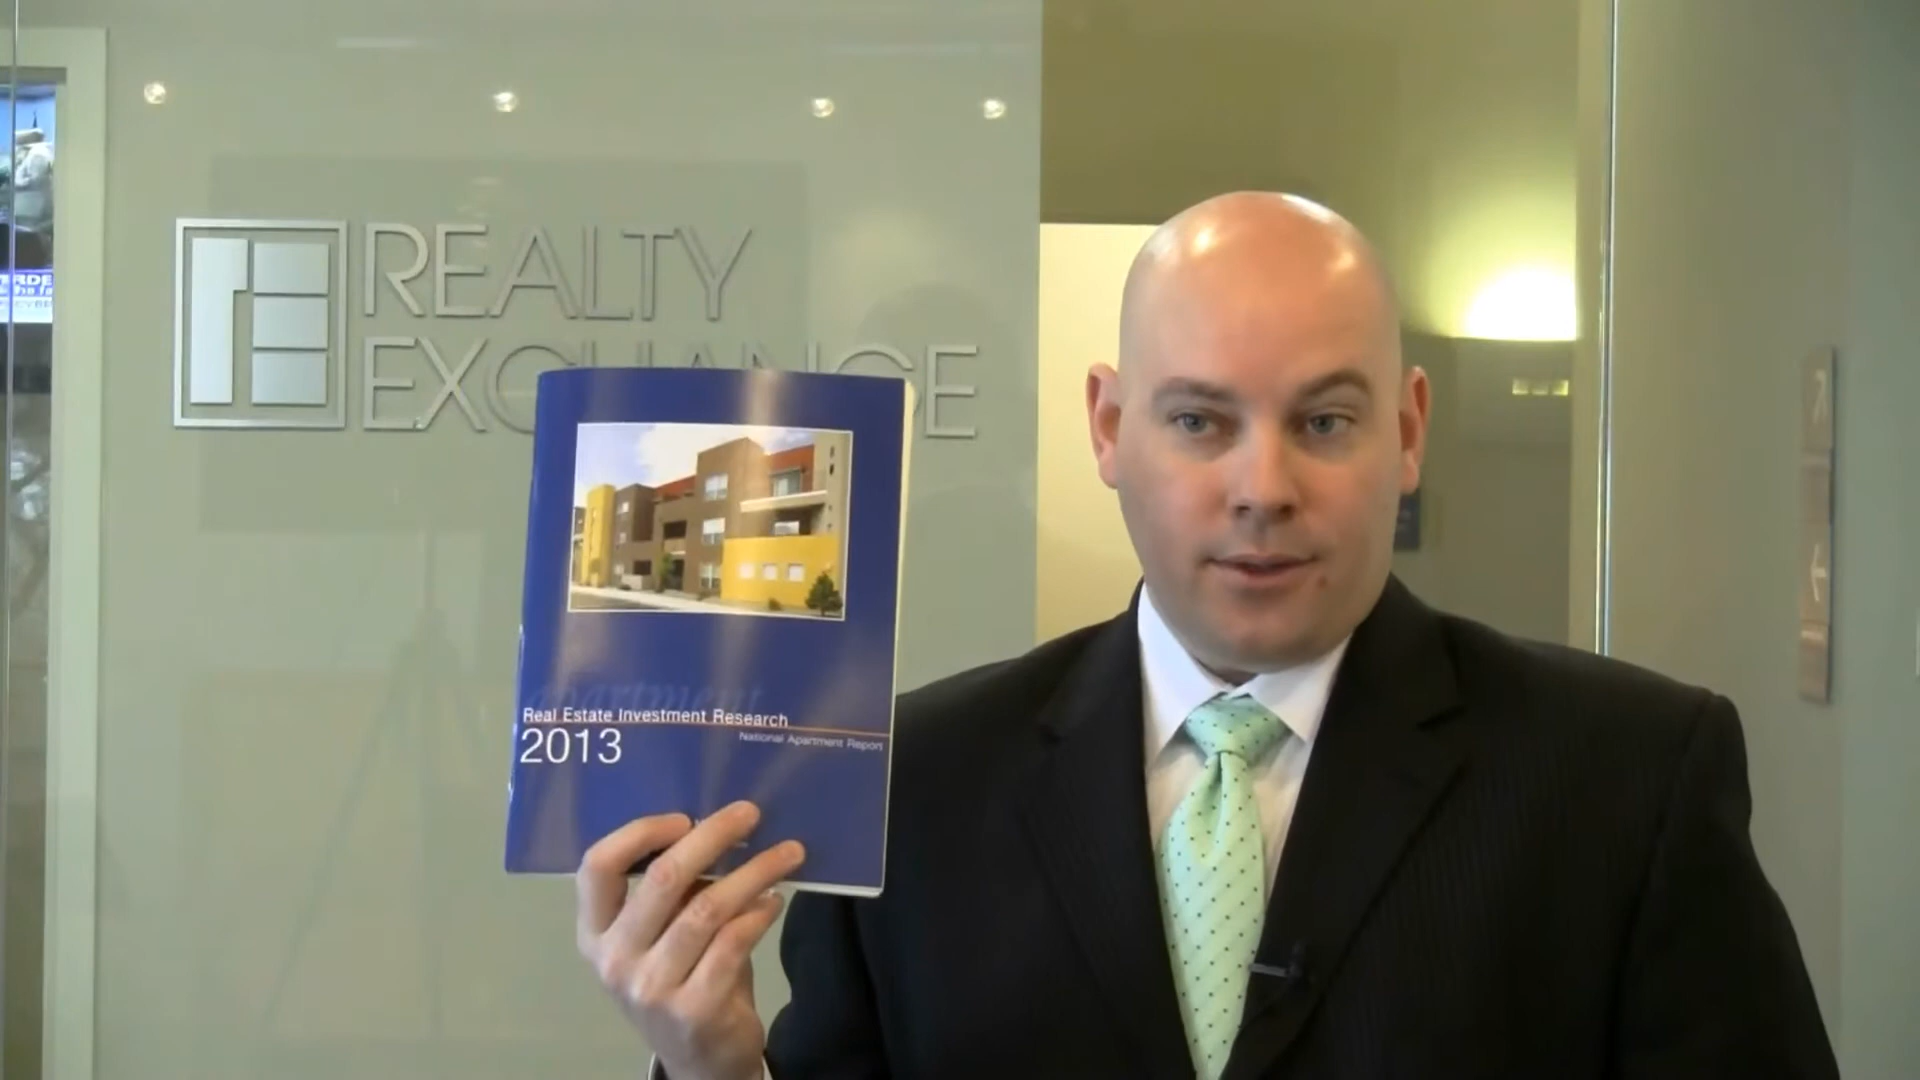 REALTY
EXCHANGE
apartment
Real Estate Investment Research
National Apartment Report
2013